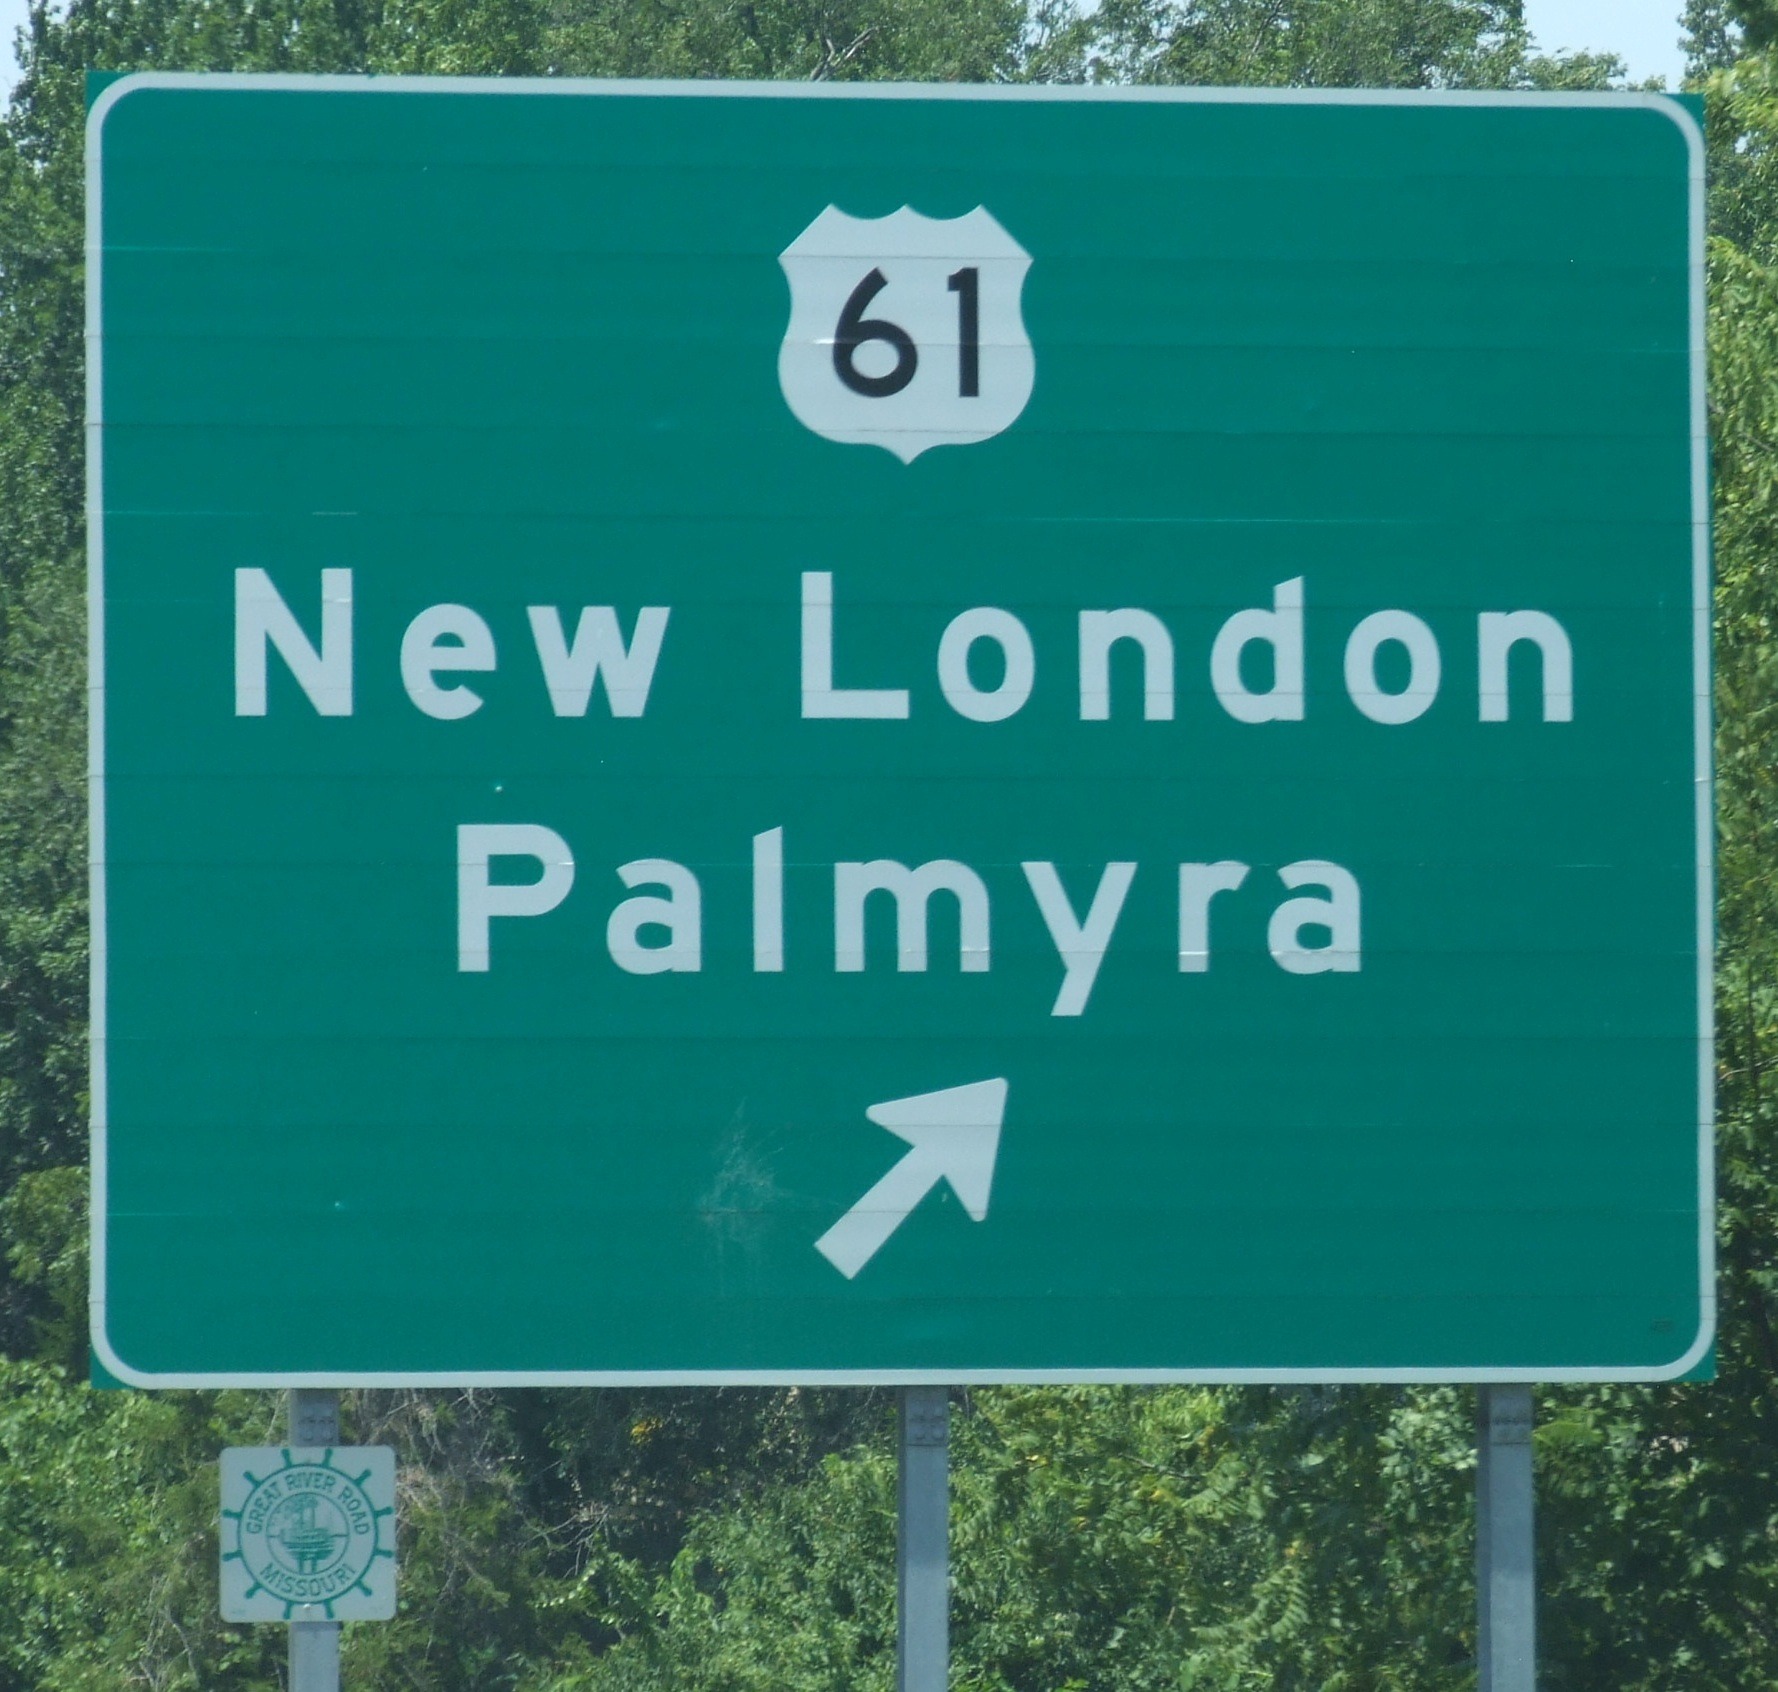 61
New London
Palmyra
GREAT RIVER ROAD
MISSOURI